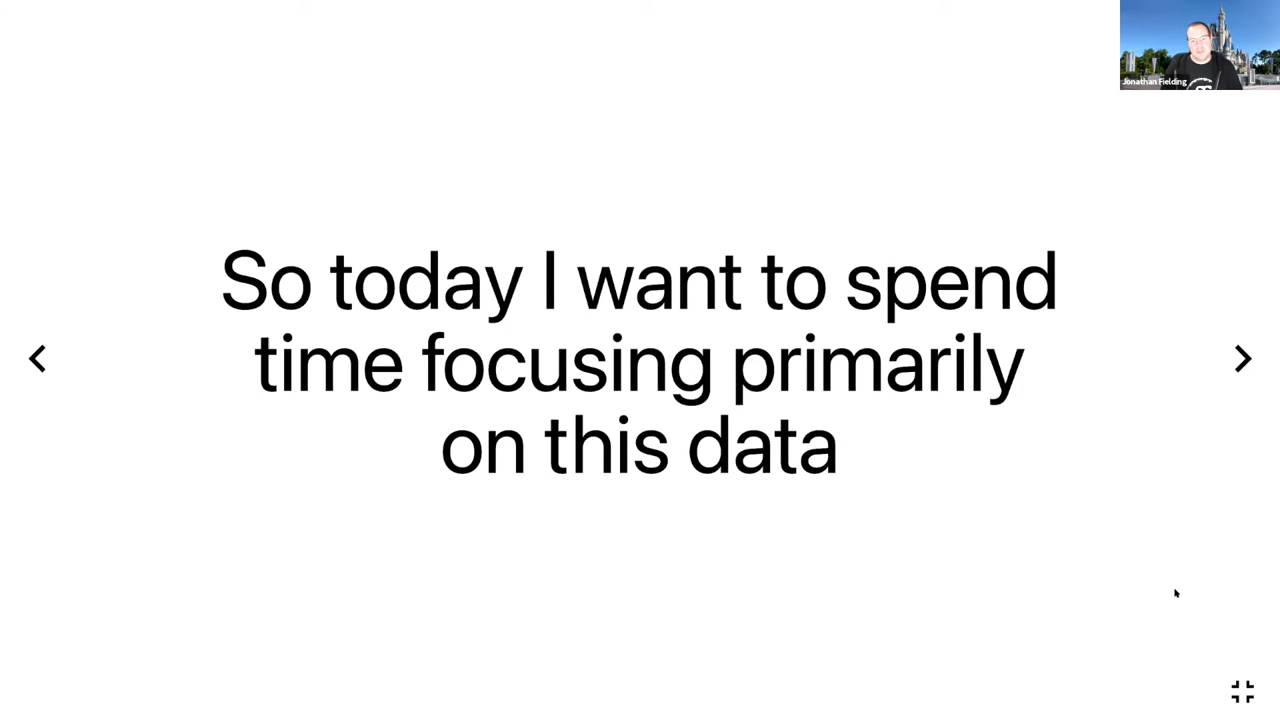 Jonathan Fielding
So today I want to spend
time focusing primarily
on this data